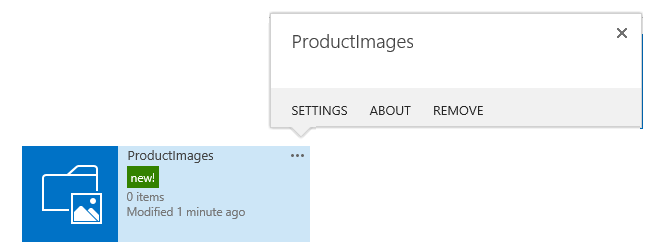 ProductImages
SETTINGS ABOUT REMOVE
ProductImages
new!
0 items
Modified 1 minute ago